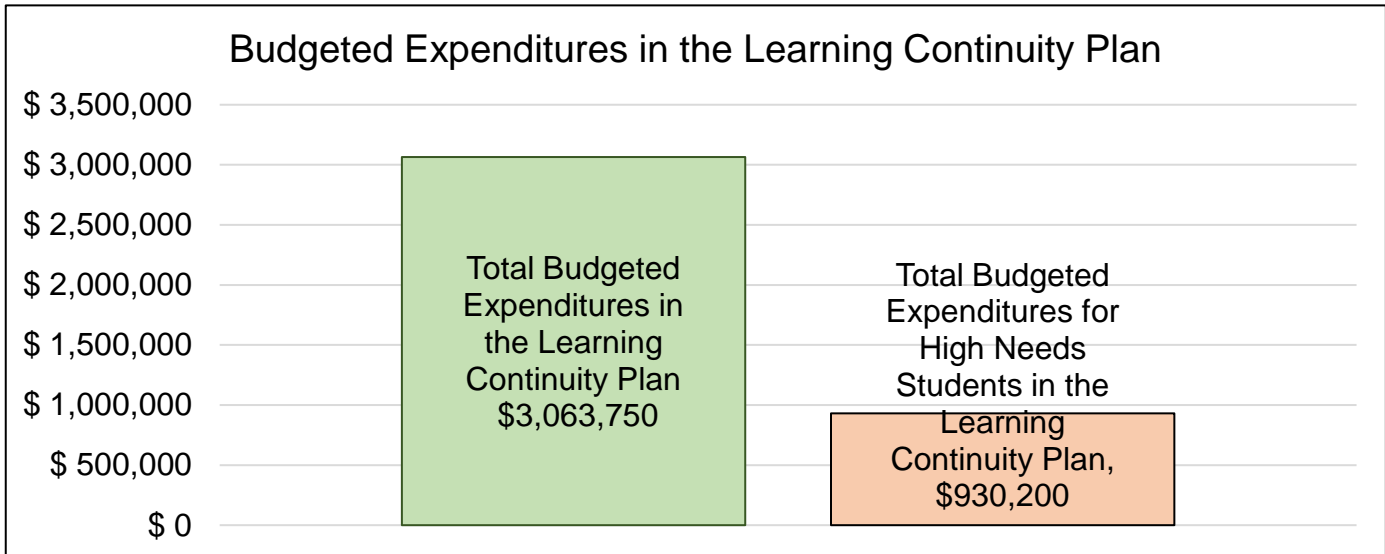 Budgeted Expenditures in the Learning Continuity Plan
$ 3,500,000
$ 3,000,000
$ 2,500,000
$ 2,000,000
$ 1,500,000
$ 1,000,000
$ 500,000
$ 0
Total Budgeted
Expenditures in
the Learning
Continuity Plan
$3,063,750
Total Budgeted
Expenditures for
High Needs
Students in the
Learning
Continuity Plan,
$930,200